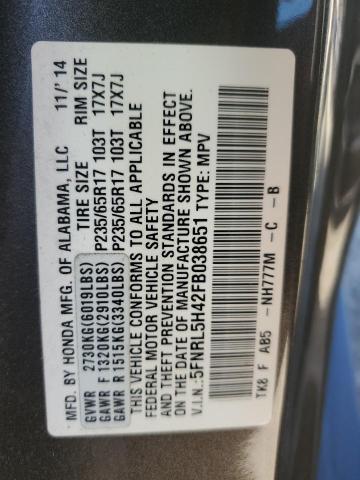 MFD. BY HONDA MFG. OF ALABAMA, LLC 11/'14
TIRE SIZE RIM SIZE
GVWR 2730KG(6019LBS)
GAWR F 1320KG(2910LBS) P235/65R17 103T 17X7J
GAWR R 1515KG(3340LBS) P235/65R17 103T 17X7J
THIS VEHICLE CONFORMS TO ALL APPLICABLE
FEDERAL MOTOR VEHICLE SAFETY
AND THEFT PREVENTION STANDARDS IN EFFECT
ON THE DATE OF MANUFACTURE SHOWN ABOVE.
V.I.N.:5FNRL5H42FB038651 TYPE: MPV
TK8 F AB5 -NH777M -C -B